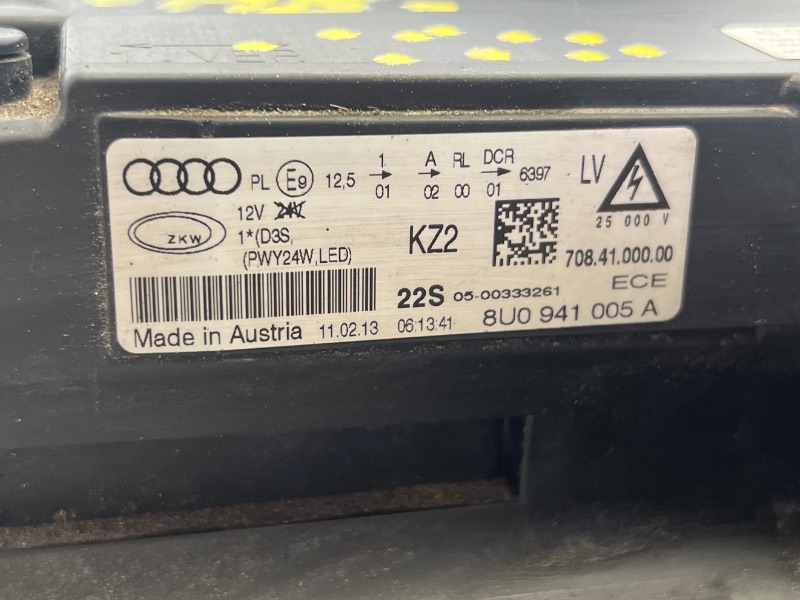 PL E9 12,5 1 01 A 02 RL 00 DCR 01 6397 LV
12V 24V
25 000 V
ZKW
1*(D3S,
KZ2
(PWY24W,LED)
708.41.000.00
ECE
22S 05-00333261
Made in Austria 11.02.13 06:13:41 8U0 941 005 A